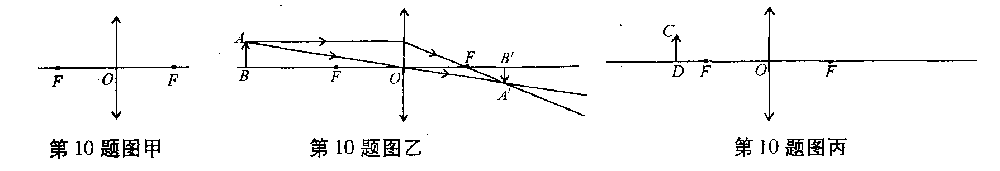 F O F
第10题图甲
A B F O F B′ A′
第10题图乙
C D F O F
第10题图丙